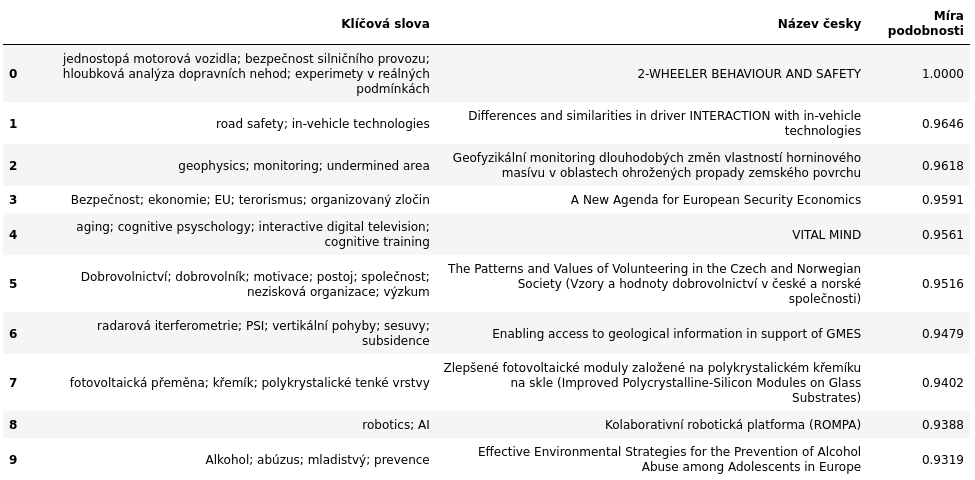 Klíčová slova Název česky Míra
podobnosti
0 jednostopá motorová vozidla; bezpečnost silničního provozu;
hloubková analýza dopravních nehod; experimety v reálných
podmínkách
2-WHEELER BEHAVIOUR AND SAFETY 1.0000
1 road safety; in-vehicle technologies
Differences and similarities in driver INTERACTION with in-vehicle
technologies
0.9646
2 geophysics; monitoring; undermined area
Geofyzikální monitoring dlouhodobých změn vlastností horninového
masívu v oblastech ohrožených propady zemského povrchu
0.9618
3 Bezpečnost; ekonomie; EU; terorismus; organizovaný zločin A New Agenda for European Security Economics 0.9591
4 aging; cognitive psyschology; interactive digital television;
cognitive training
VITAL MIND 0.9561
5 Dobrovolnictví; dobrovolník; motivace; postoj; společnost;
nezisková organizace; výzkum
The Patterns and Values of Volunteering in the Czech and Norwegian
Society (Vzory a hodnoty dobrovolnictví v české a norské
společnosti)
0.9516
6 radarová iterferometrie; PSI; vertikální pohyby; sesuvy;
subsidence
Enabling access to geological information in support of GMES 0.9479
7 fotovoltaická přeměna; křemík; polykrystalické tenké vrstvy
Zlepšené fotovoltaické moduly založené na polykrystalickém křemíku
na skle (Improved Polycrystalline-Silicon Modules on Glass
Substrates)
0.9402
8 robotics; AI Kolaborativní robotická platforma (ROMPA) 0.9388
9 Alkohol; abúzus; mladistvý; prevence
Effective Environmental Strategies for the Prevention of Alcohol
Abuse among Adolescents in Europe
0.9319